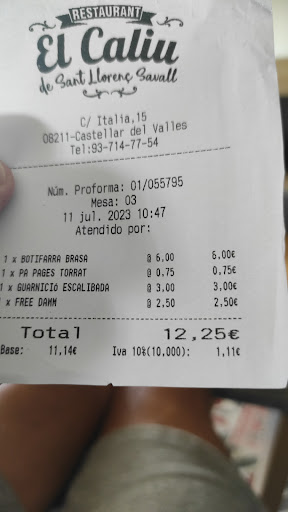 RESTAURANT
El Caliu
de Sant Llorenç Savall
C/ Italia,15
08211-Castellar del Valles
Tel:93-714-77-54
Núm. Proforma: 01/055795
Mesa: 03
11 jul. 2023 10:47
Atendido por:
1 x BOTIFARRA BRASA @ 6.00 6,00€
1 x PA PAGES TORRAT @ 0.75 0,75€
1 x GUARNICIÓ ESCALIBADA @ 3.00 3,00€
1 x FREE DAMM @ 2.50 2,50€
Total 12,25€
Base: 11,14€ Iva 10%(10,000): 1,11€